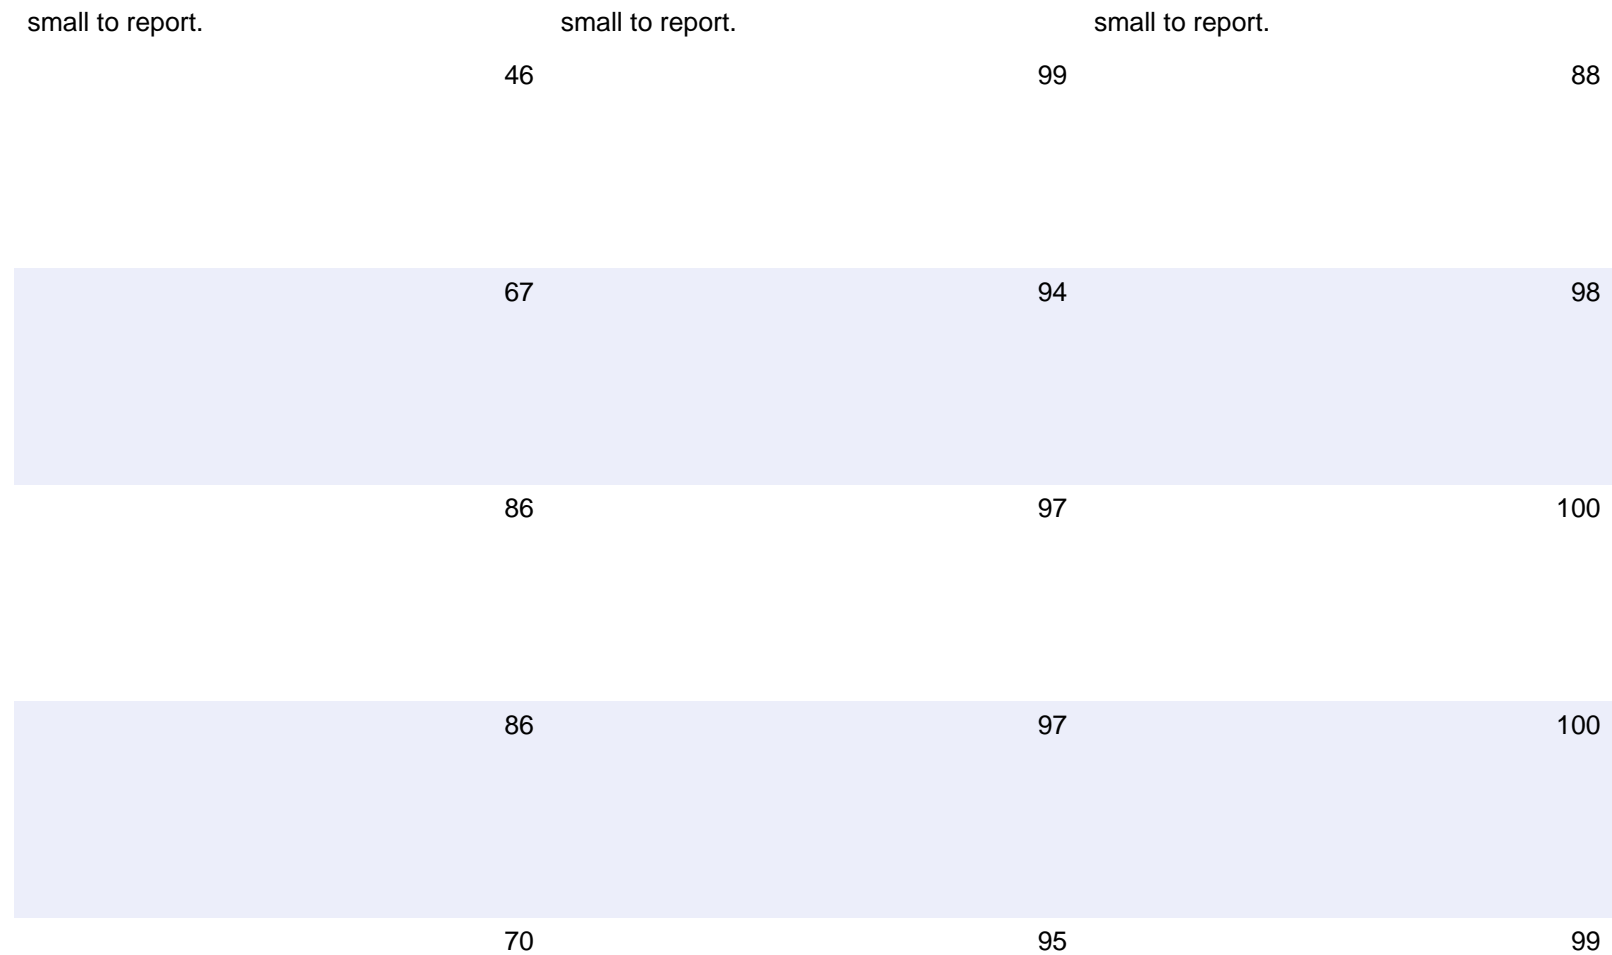 small to report. small to report. small to report.
46 99 88
67 94 98
86 97 100
86 97 100
70 95 99